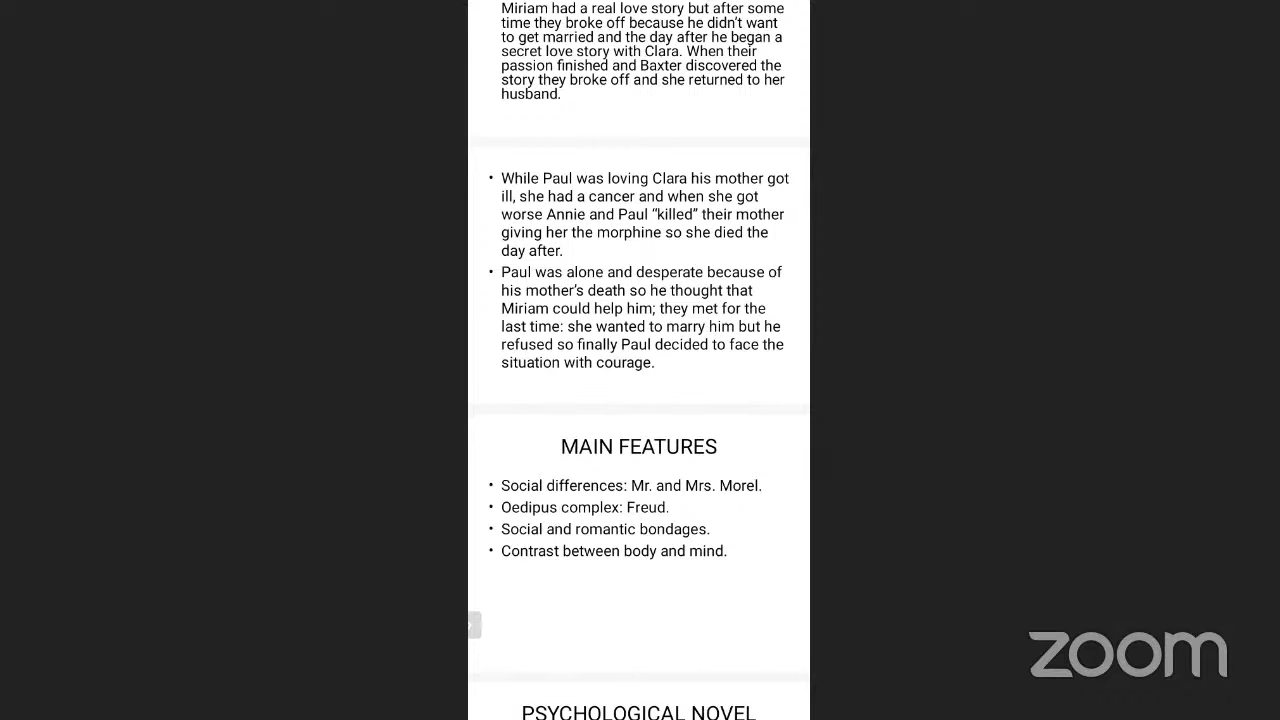 Miriam had a real love story but after some
time they broke off because he didn't want
to get married and the day after he began a
secret love story with Clara. When their
passion finished and Baxter discovered the
story they broke off and she returned to her
husband.
• While Paul was loving Clara his mother got
ill, she had a cancer and when she got
worse Annie and Paul “killed” their mother
giving her the morphine so she died the
day after.
• Paul was alone and desperate because of
his mother's death so he thought that
Miriam could help him; they met for the
last time: she wanted to marry him but he
refused so finally Paul decided to face the
situation with courage.
MAIN FEATURES
• Social differences: Mr. and Mrs. Morel.
• Oedipus complex: Freud.
• Social and romantic bondages.
• Contrast between body and mind.
zoom
PSYCHOLOGICAL NOVEL